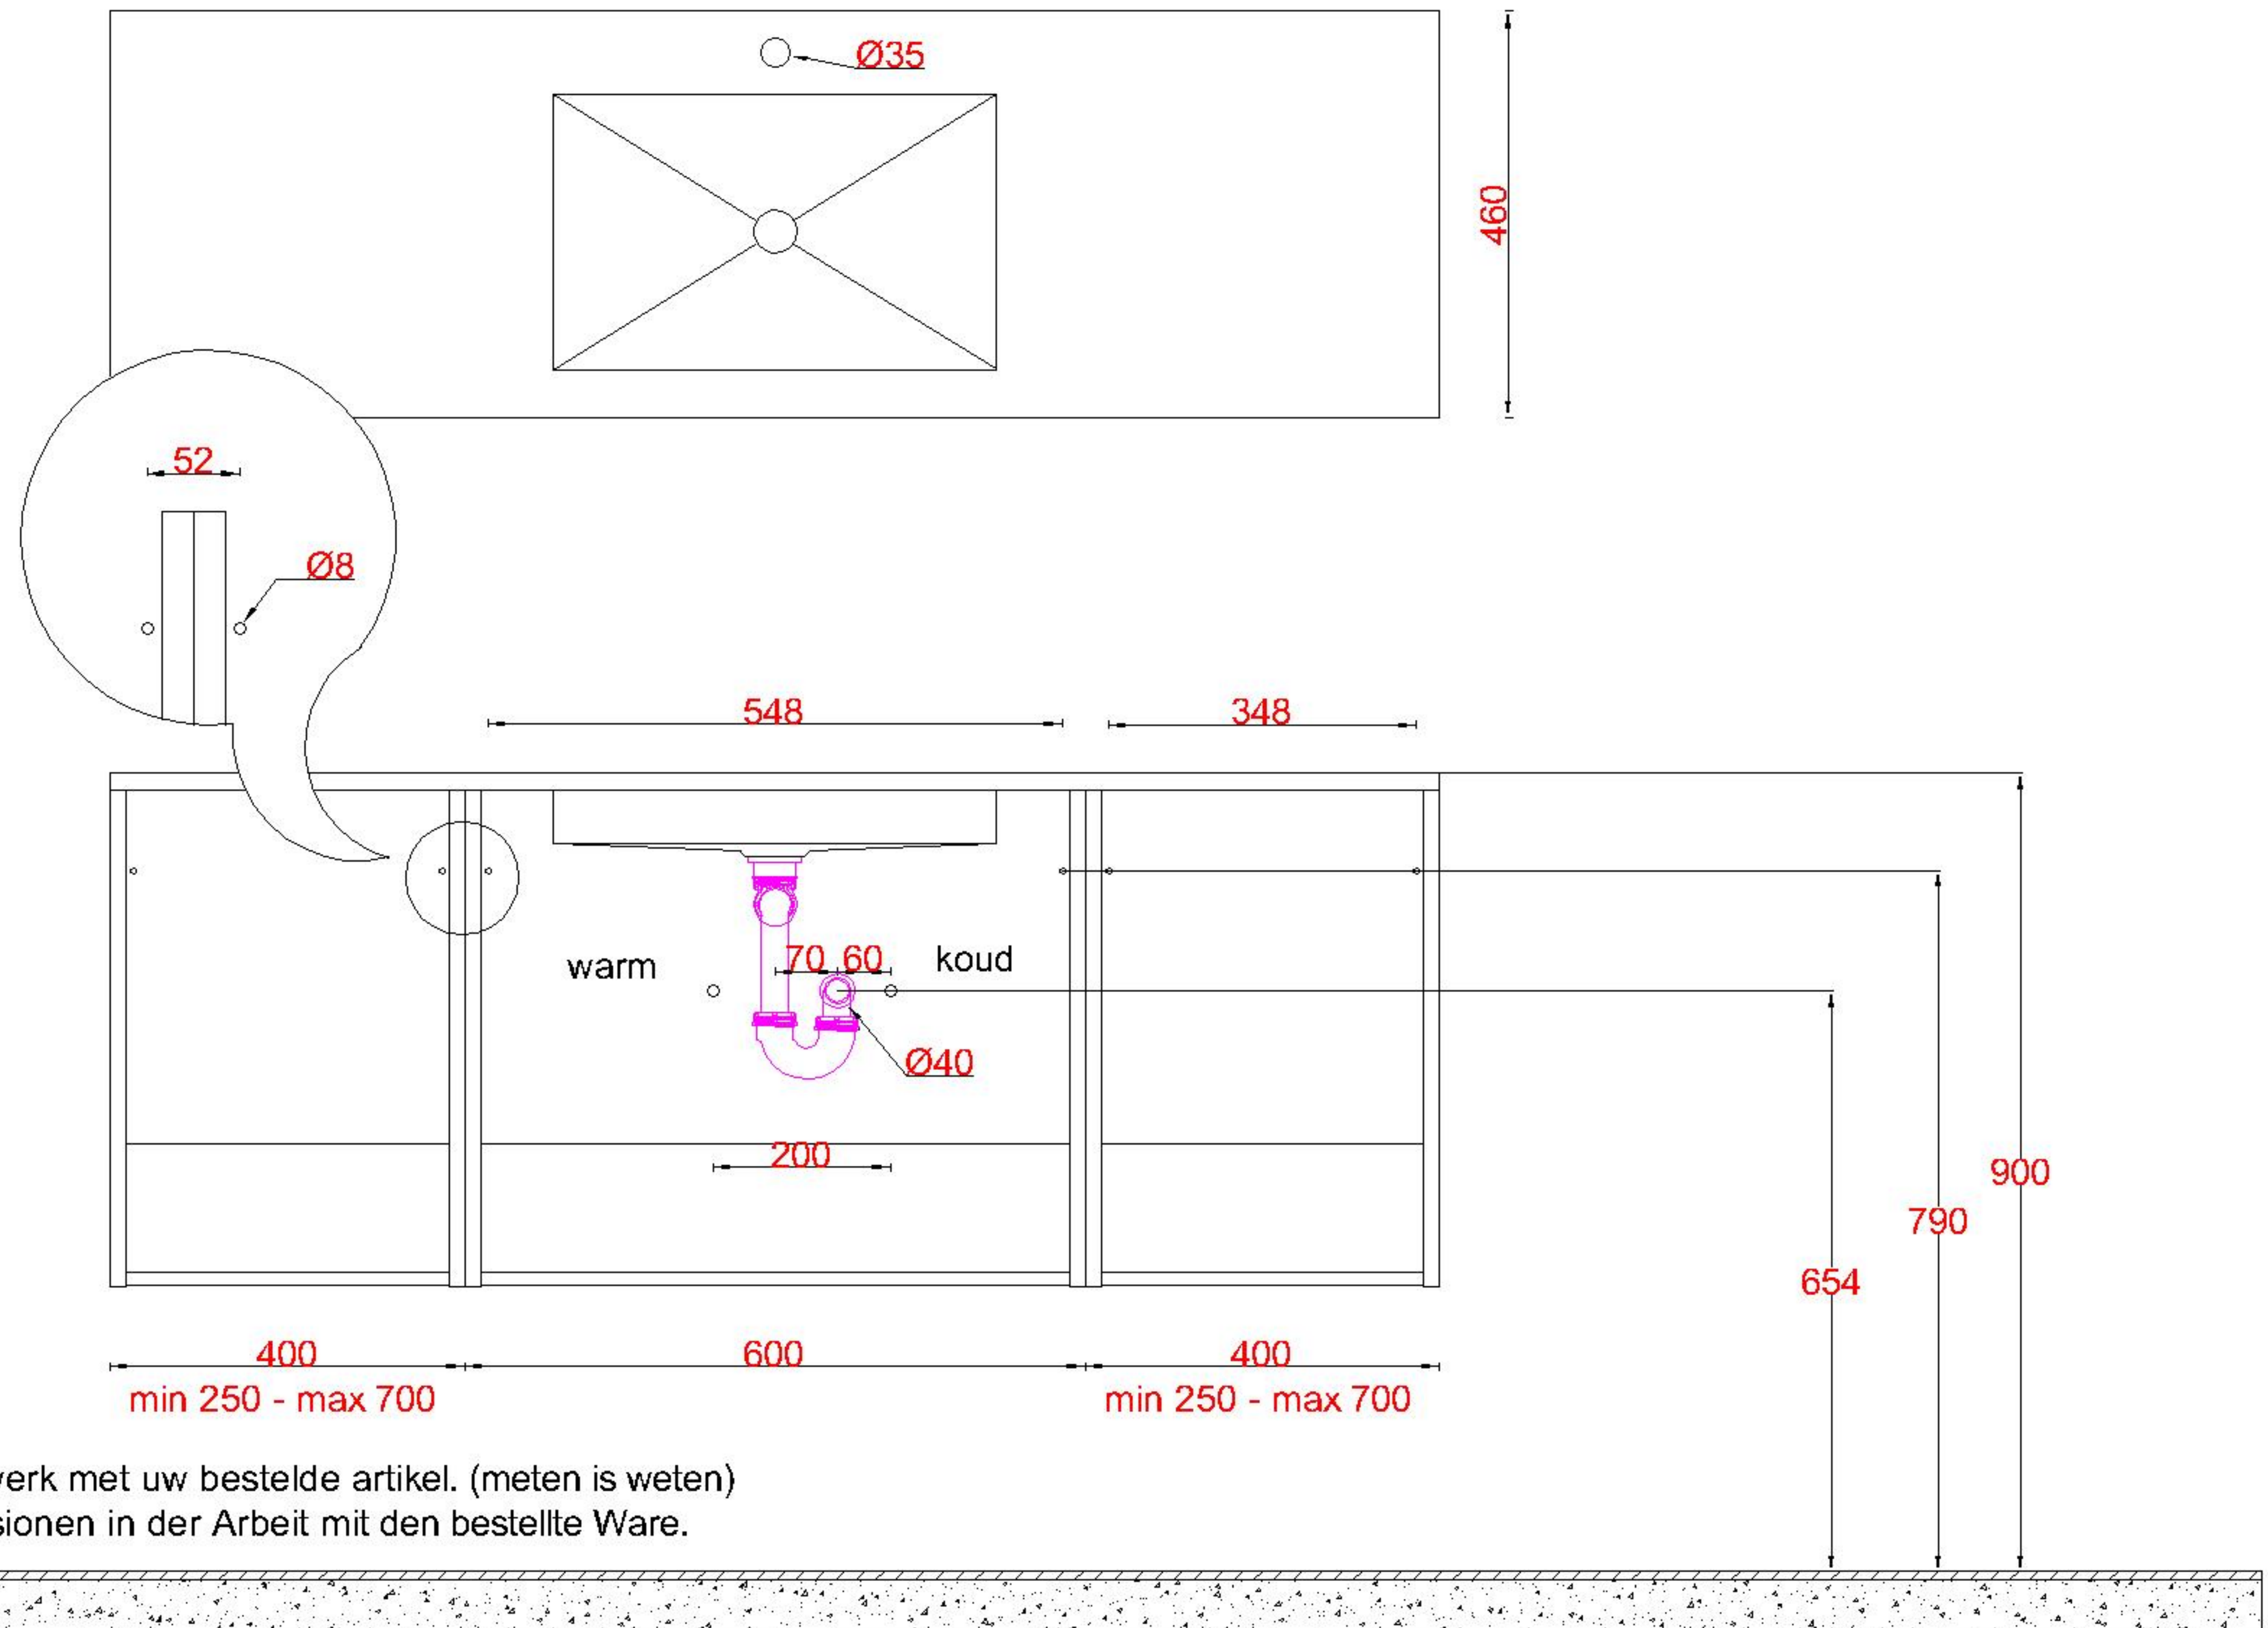 Ø35
460
52
Ø8
548
348
warm
70
60
koud
Ø40
200
900
790
654
400
600
400
min 250 - max 700
min 250 - max 700
werk met uw bestelde artikel. (meten is weten)
sionen in der Arbeit mit den bestellte Ware.